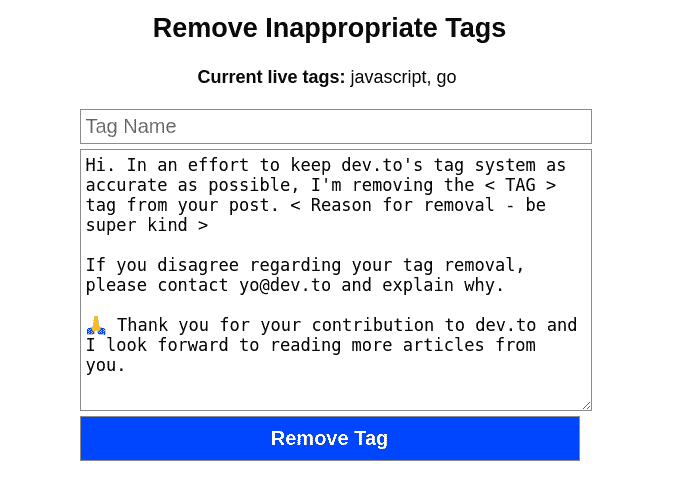 Remove Inappropriate Tags
Current live tags: javascript, go
Tag Name
Hi. In an effort to keep dev.to's tag system as
accurate as possible, I'm removing the < TAG >
tag from your post. < Reason for removal - be
super kind >
If you disagree regarding your tag removal,
please contact yo@dev.to and explain why.
🙏 Thank you for your contribution to dev.to and
I look forward to reading more articles from
you.
Remove Tag